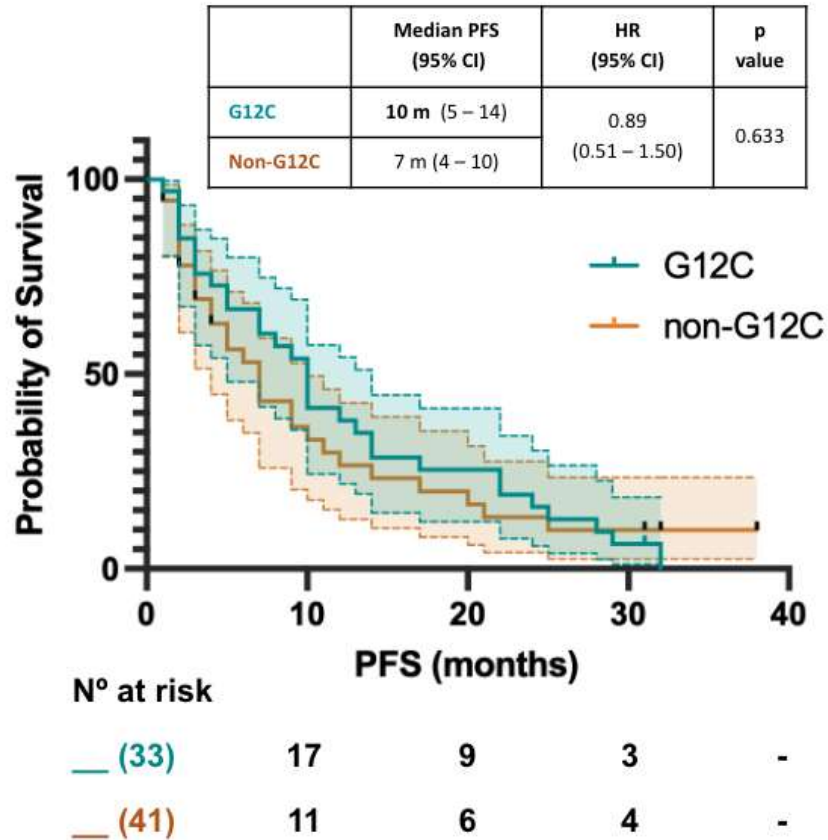 Median PFS (95% CI) HR (95% CI) p value
G12C 10 m (5 – 14) 0.89 (0.51 – 1.50) 0.633
Non-G12C 7 m (4 – 10)
Probability of Survival
100
50
0
G12C
non-G12C
0 10 20 30 40
PFS (months)
Nº at risk
__ (33) 17 9 3 -
__ (41) 11 6 4 -